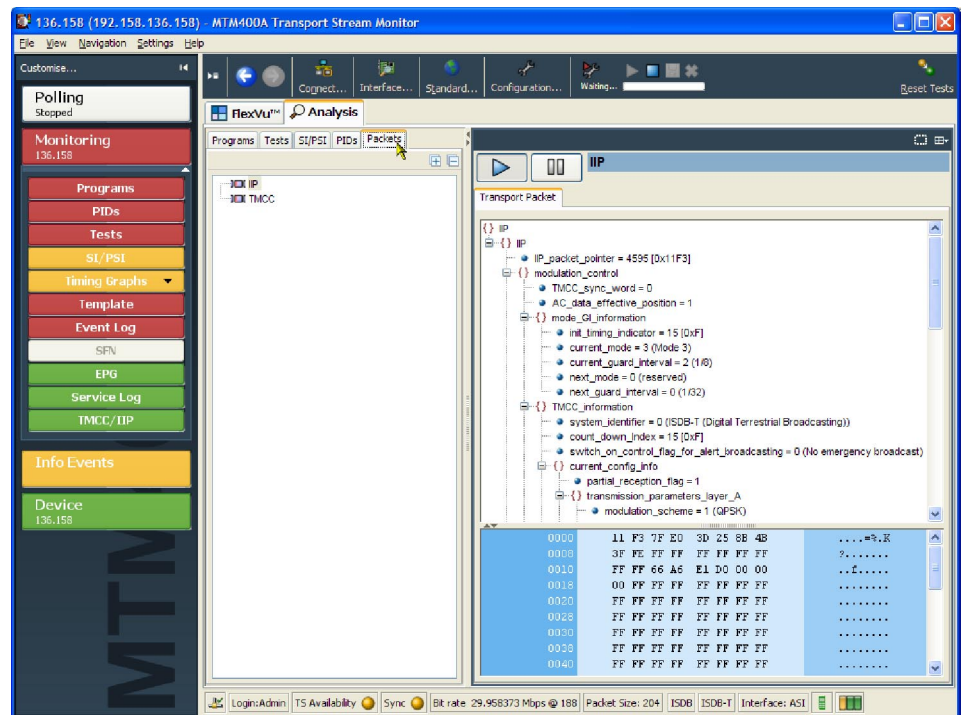 136.158 (192.158.136.158) - MTM400A Transport Stream Monitor
File View Navigation Settings Help
Customise...
Polling
Stopped
Monitoring
136.158
Programs
PIDs
Tests
SI/PSI
Timing Graphs
Template
Event Log
SFN
EPG
Service Log
TMCC/IIP
Info Events
Device
136.158
MTM
Connect... Interface... Standard... Configuration... Waiting... Reset Tests
FlexVu™ Analysis
Programs Tests SI/PSI PIDs Packets
IIP
TMCC
IIP
Transport Packet
{} IIP
{} IIP
IIP_packet_pointer = 4595 [0x11F3]
{} modulation_control
TMCC_sync_word = 0
AC_data_effective_position = 1
{} mode_GI_information
init_timing_indicator = 15 [0xF]
current_mode = 3 (Mode 3)
current_guard_interval = 2 (1/8)
next_mode = 0 (reserved)
next_guard_interval = 0 (1/32)
{} TMCC_information
system_identifier = 0 (ISDB-T (Digital Terrestrial Broadcasting))
count_down_Index = 15 [0xF]
switch_on_control_flag_for_alert_broadcasting = 0 (No emergency broadcast)
{} current_config_info
partial_reception_flag = 1
{} transmission_parameters_layer_A
modulation_scheme = 1 (QPSK)
0000 11 F3 7F E0 3D 25 8B 4B ....=%.K
0008 3F FE FF FF FF FF FF FF ?.......
0010 FF FF 66 A6 E1 D0 00 00 ..f.....
0018 00 FF FF FF FF FF FF FF ........
0020 FF FF FF FF FF FF FF FF ........
0028 FF FF FF FF FF FF FF FF ........
0030 FF FF FF FF FF FF FF FF ........
0038 FF FF FF FF FF FF FF FF ........
0040 FF FF FF FF FF FF FF FF ........
Login:Admin TS Availability Sync Bit rate 29.958373 Mbps @ 188 Packet Size: 204 ISDB ISDB-T Interface: ASI